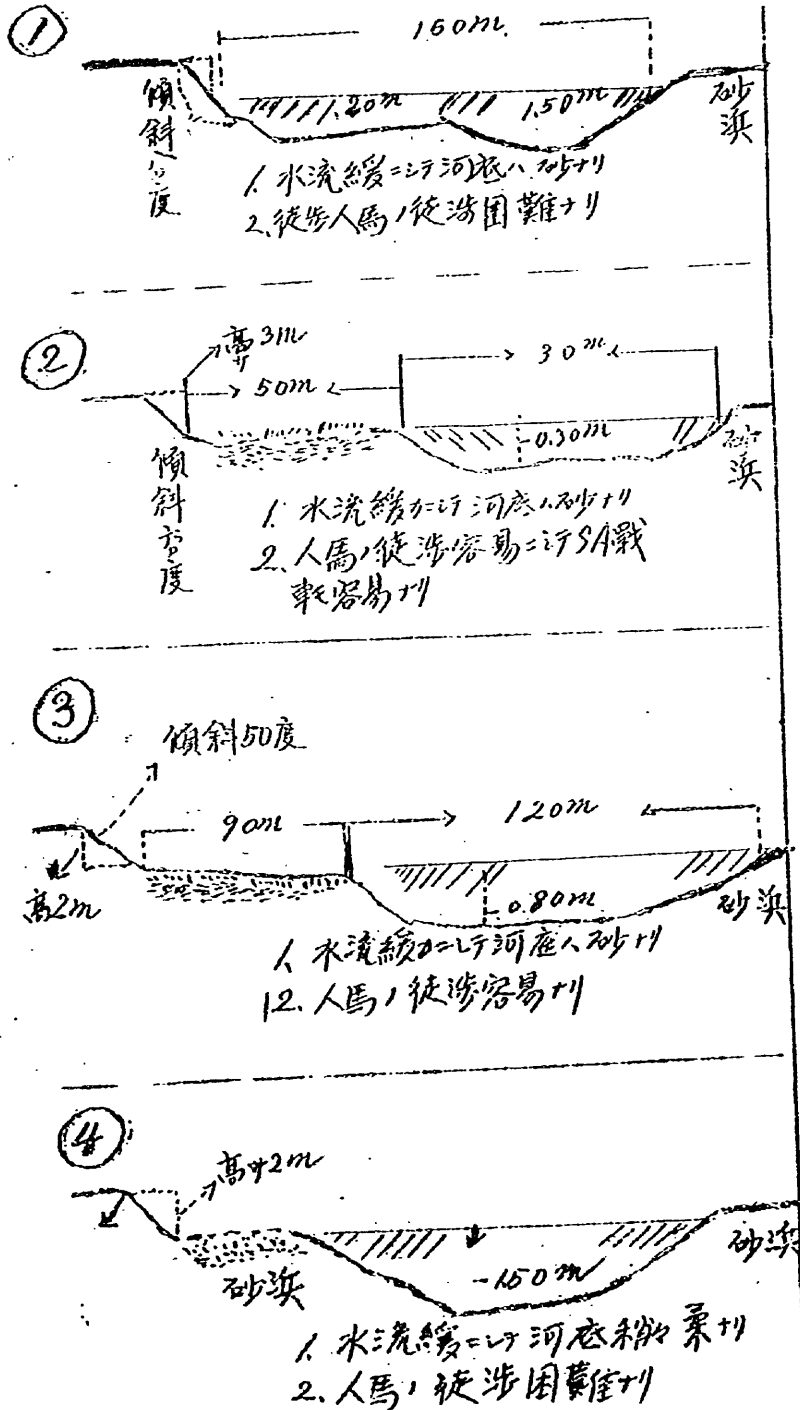 ①
160m
1.20m
1.50m
傾斜
度
砂浜
1. 水流緩ニシテ河底ハ砂ナリ
2. 徒歩人馬ノ徒渉困難ナリ
②
高サ3m
50m
30m
-0.30m
傾斜
度
砂浜
1. 水流緩カニシテ河底ハ砂ナリ
2. 人馬ノ徒渉容易ニシテSA戦
車モ容易ナリ
③
傾斜50度
90m
120m
高2m
0.80m
砂浜
1. 水流緩カニシテ河底ハ砂ナリ
2. 人馬ノ徒渉容易ナリ
④
高サ2m
砂浜
砂浜
-1.50m
1. 水流緩ニシテ河底稍々
ナリ
2. 人馬ノ徒渉困難ナリ